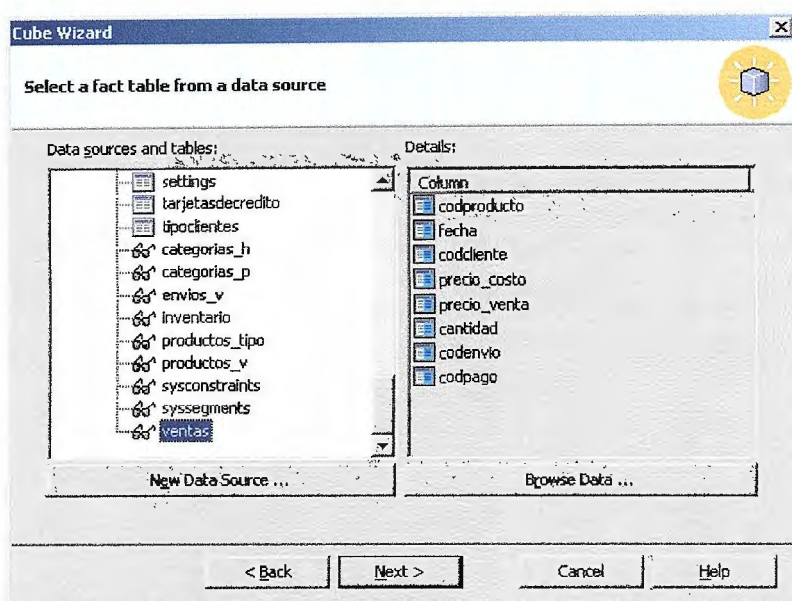 Cube Wizard
Select a fact table from a data source
Data sources and tables:
settings
tarjetasdecredito
tipoclientes
categorias_h
categorias_p
envios_v
inventario
productos_tipo
productos_v
sysconstraints
syssegments
ventas
New Data Source ...
Details:
Column
codproducto
fecha
codcliente
precio_costo
precio_venta
cantidad
codenvio
codpago
Browse Data ...
< Back
Next >
Cancel
Help